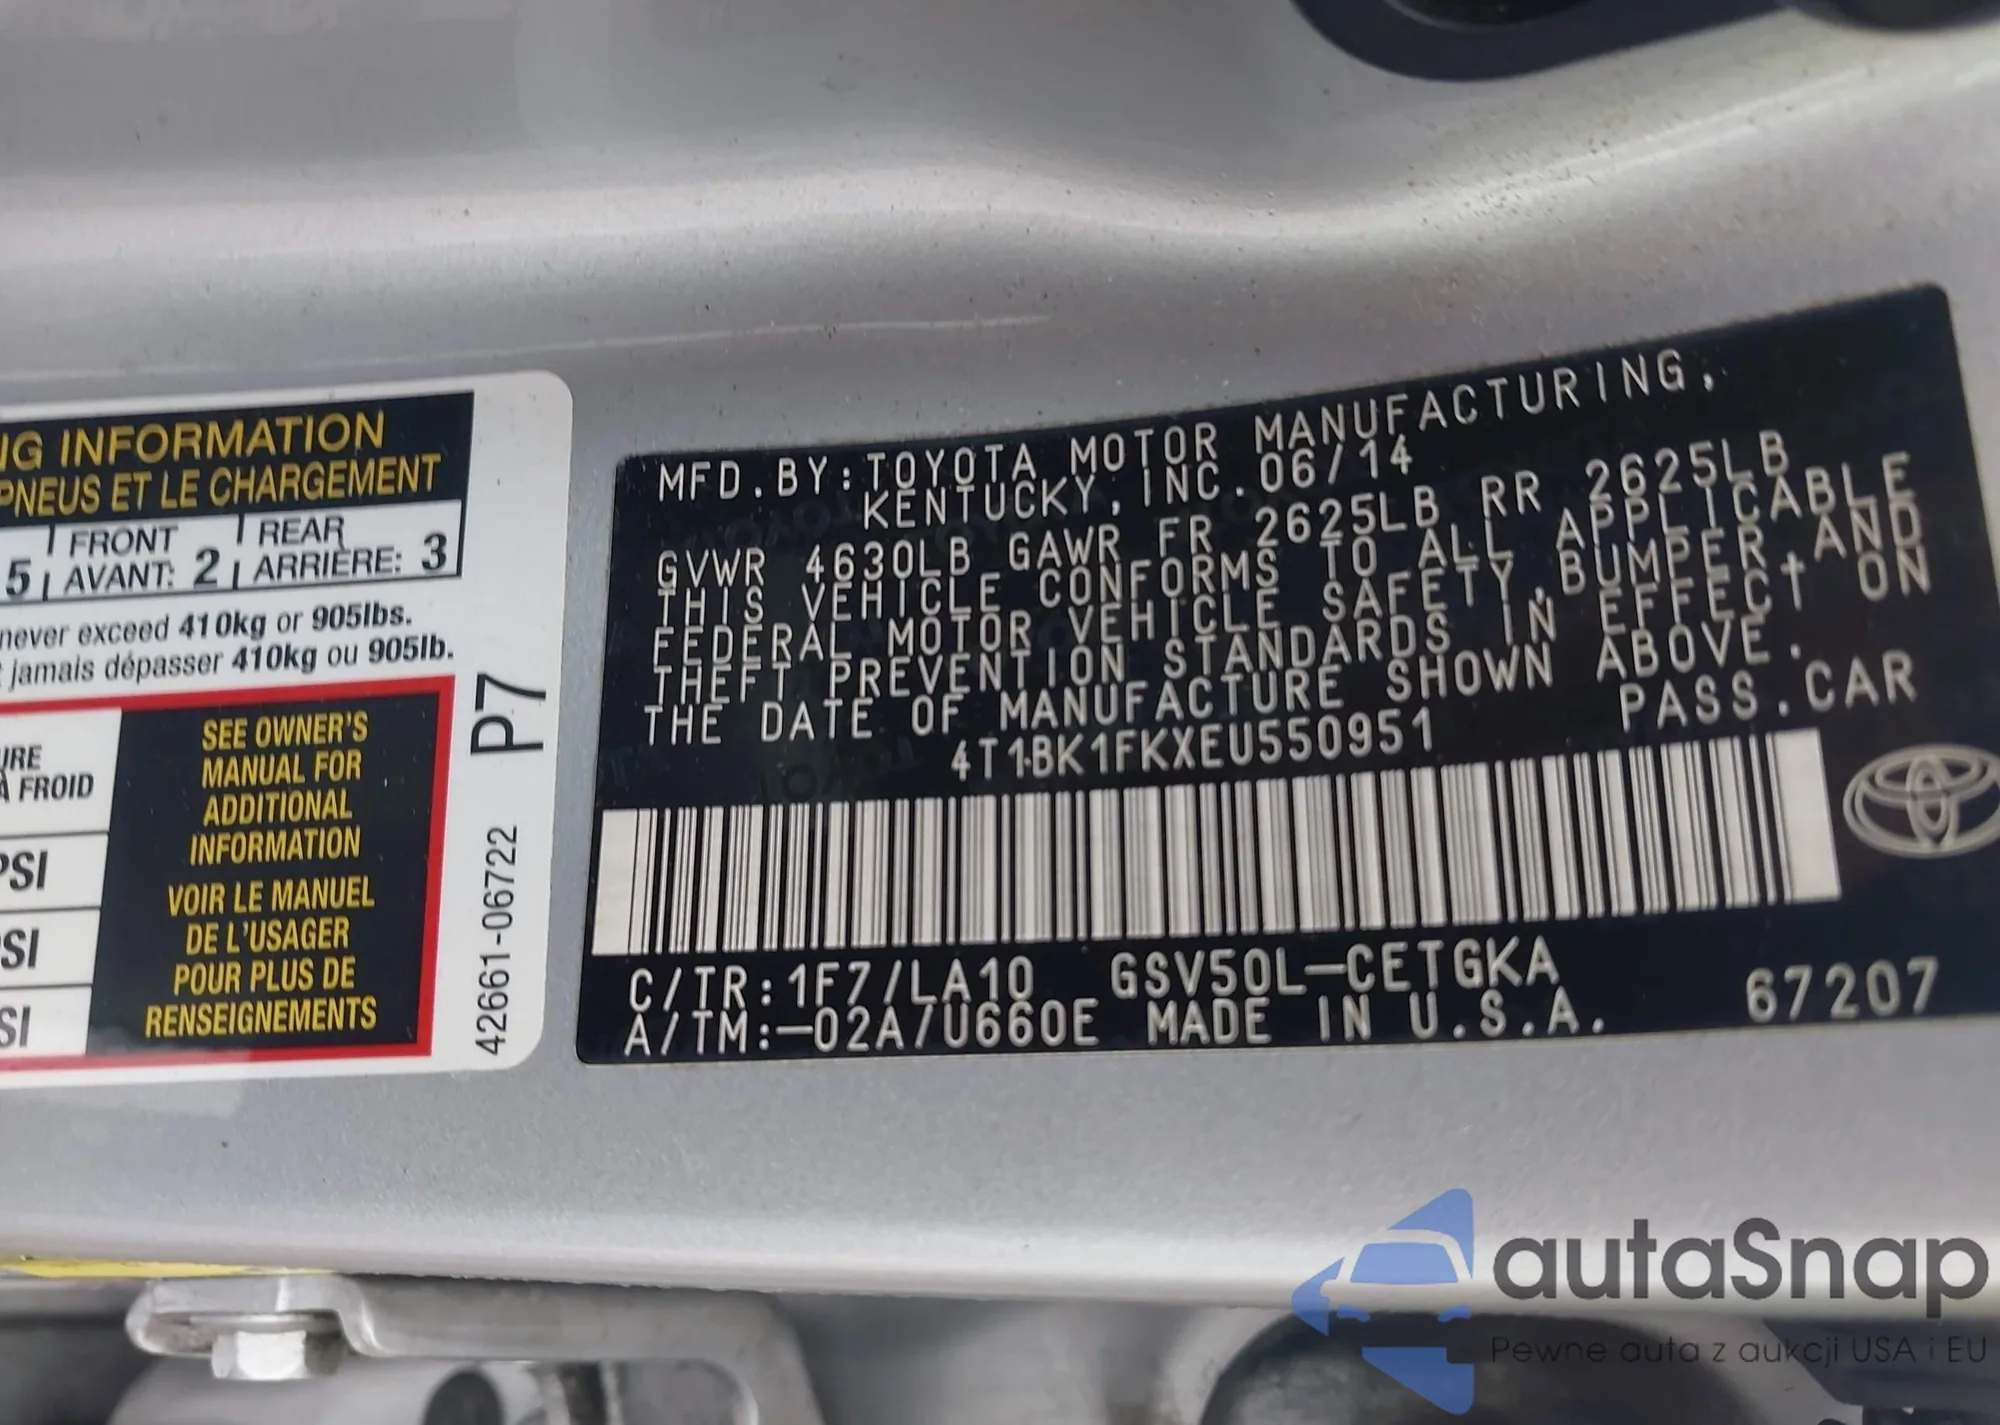 NG INFORMATION
PNEUS ET LE CHARGEMENT
5 FRONT AVANT: 2 REAR ARRIÈRE: 3
never exceed 410kg or 905lbs.
t jamais dépasser 410kg ou 905lb.
URE
À FROID
PSI
SI
SI
SEE OWNER'S
MANUAL FOR
ADDITIONAL
INFORMATION
VOIR LE MANUEL
DE L'USAGER
POUR PLUS DE
RENSEIGNEMENTS
P7
42661-06722
MFD. BY: TOYOTA MOTOR MANUFACTURING,
KENTUCKY, INC. 06/14
GVWR 4630LB GAWR FR 2625LB RR 2625LB
THIS VEHICLE CONFORMS TO ALL APPLICABLE
FEDERAL MOTOR VEHICLE SAFETY, BUMPER, AND
THEFT PREVENTION STANDARDS IN EFFECT ON
THE DATE OF MANUFACTURE SHOWN ABOVE.
4T1BK1FKXEU550951 PASS. CAR
C/TR: 1F7/LA10 GSV50L-CETGKA
A/TM:-02A/U660E MADE IN U.S.A. 67207
autaSnap
Pewne auta z aukcji USA i EU